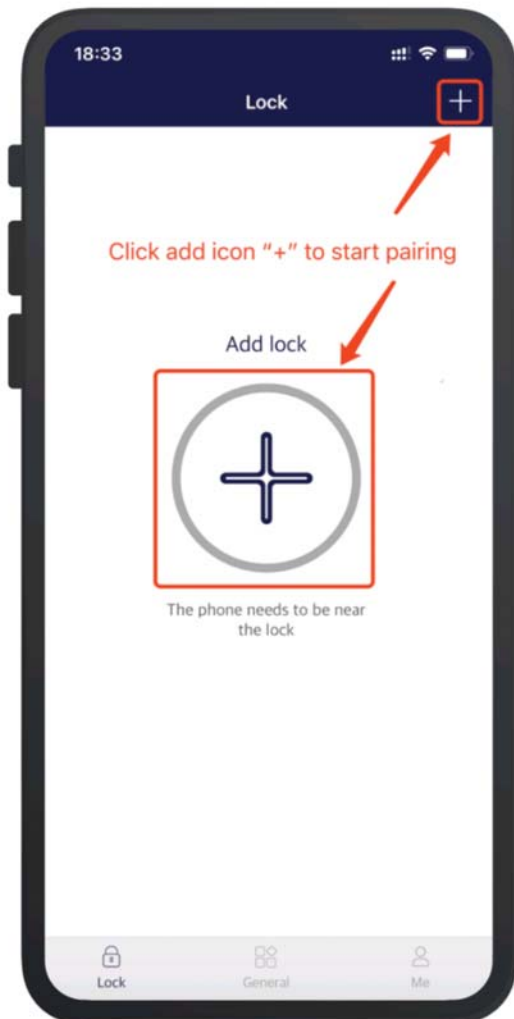 18:33
Lock
Click add icon "+" to start pairing
Add lock
The phone needs to be near
the lock
Lock
General
Me